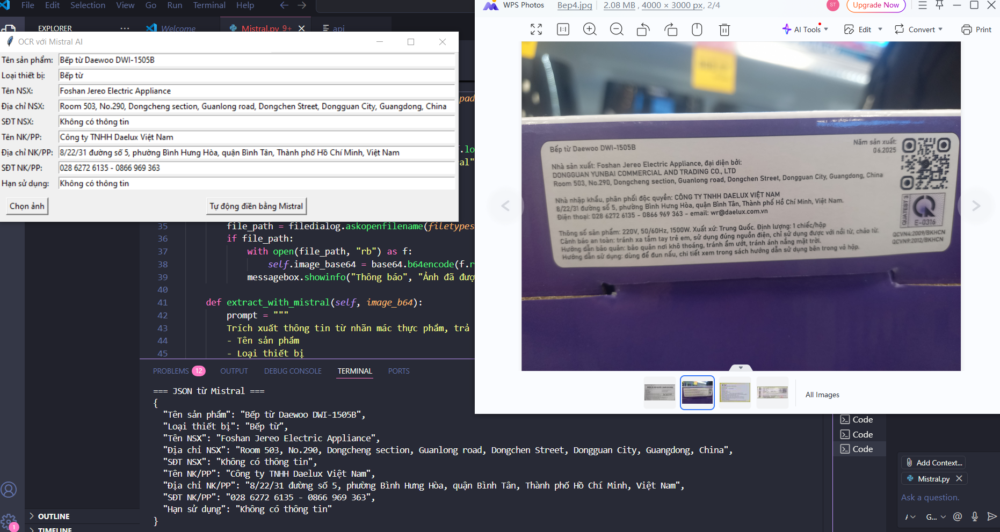 File Edit Selection View Go Run Terminal Help
EXPLORER
Welcome
Mistral.py 9+
api
OCR với Mistral AI
Tên sản phẩm: Bếp từ Daewoo DWI-1505B
Loại thiết bị: Bếp từ
Tên NSX: Foshan Jereo Electric Appliance
Địa chỉ NSX: Room 503, No.290, Dongcheng section, Guanlong road, Dongchen Street, Dongguan City, Guangdong, China
SĐT NSX: Không có thông tin
Tên NK/PP: Công ty TNHH Daelux Việt Nam
Địa chỉ NK/PP: 8/22/31 đường số 5, phường Bình Hưng Hòa, quận Bình Tân, Thành phố Hồ Chí Minh, Việt Nam
SĐT NK/PP: 028 6272 6135 - 0866 969 363
Hạn sử dụng: Không có thông tin
Chọn ảnh
Tự động điền bằng Mistral
pad
f.lo
al"
35 file_path = filedialog.askopenfilename(filetypes
36 if file_path:
37 with open(file_path, "rb") as f:
38 self.image_base64 = base64.b64encode(f.r
39 messagebox.showinfo("Thông báo", "Ảnh đã đượ
40
41 def extract_with_mistral(self, image_b64):
42 prompt = """
43 Trích xuất thông tin từ nhãn mác thực phẩm, trả
44 - Tên sản phẩm
45 - Loại thiết bị
PROBLEMS 12 OUTPUT DEBUG CONSOLE TERMINAL PORTS
=== JSON từ Mistral ===
{
"Tên sản phẩm": "Bếp từ Daewoo DWI-1505B",
"Loại thiết bị": "Bếp từ",
"Tên NSX": "Foshan Jereo Electric Appliance",
"Địa chỉ NSX": "Room 503, No.290, Dongcheng section, Guanlong road, Dongchen Street, Dongguan City, Guangdong, China",
"SĐT NSX": "Không có thông tin",
"Tên NK/PP": "Công ty TNHH Daelux Việt Nam",
"Địa chỉ NK/PP": "8/22/31 đường số 5, phường Bình Hưng Hòa, quận Bình Tân, Thành phố Hồ Chí Minh, Việt Nam",
"SĐT NK/PP": "028 6272 6135 - 0866 969 363",
"Hạn sử dụng": "Không có thông tin"
}
OUTLINE
TIMELINE
1
WPS Photos Bep4.jpg 2.08 MB, 4000 × 3000 px, 2/4
ST
Upgrade Now
1:1
AI Tools Edit Convert Print
Bếp từ Daewoo DWI-1505B
Năm sản xuất:
06.2025
Nhà sản xuất: Foshan Jereo Electric Appliance, đại diện bởi:
DONGGUAN YUNBAI COMMERCIAL AND TRADING CO., LTD
Room 503, No.290, Dongcheng section, Guanlong road, Dongchen Street, Dongguan City, Guangdong, China
Nhà nhập khẩu, phân phối độc quyền: CÔNG TY TNHH DAELUX VIỆT NAM
8/22/31 đường số 5, phường Bình Hưng Hòa, quận Bình Tân, Thành phố Hồ Chí Minh, Việt Nam.
Điện thoại: 028 6272 6135 - 0866 969 363 - email: wr@daelux.com.vn
Thông số sản phẩm: 220V, 50/60Hz, 1500W. Xuất xứ: Trung Quốc. Định lượng: 1 chiếc/hộp
Cảnh báo an toàn: tránh xa tầm tay trẻ em, sử dụng đúng nguồn điện, chỉ sử dụng được với nồi từ, chảo từ.
Hướng dẫn bảo quản: bảo quản nơi khô thoáng, tránh ẩm ướt, tránh ánh nắng mặt trời.
Hướng dẫn sử dụng: dùng để đun nấu, chi tiết xem trong sách hướng dẫn sử dụng bên trong vỏ hộp.
QUATEST 3
E-0316
QCVN4:2009/BKHCN
QCVN9:2012/BKHCN
All Images
Code
Code
Code
Add Context...
Mistral.py
Ask a question.
G...